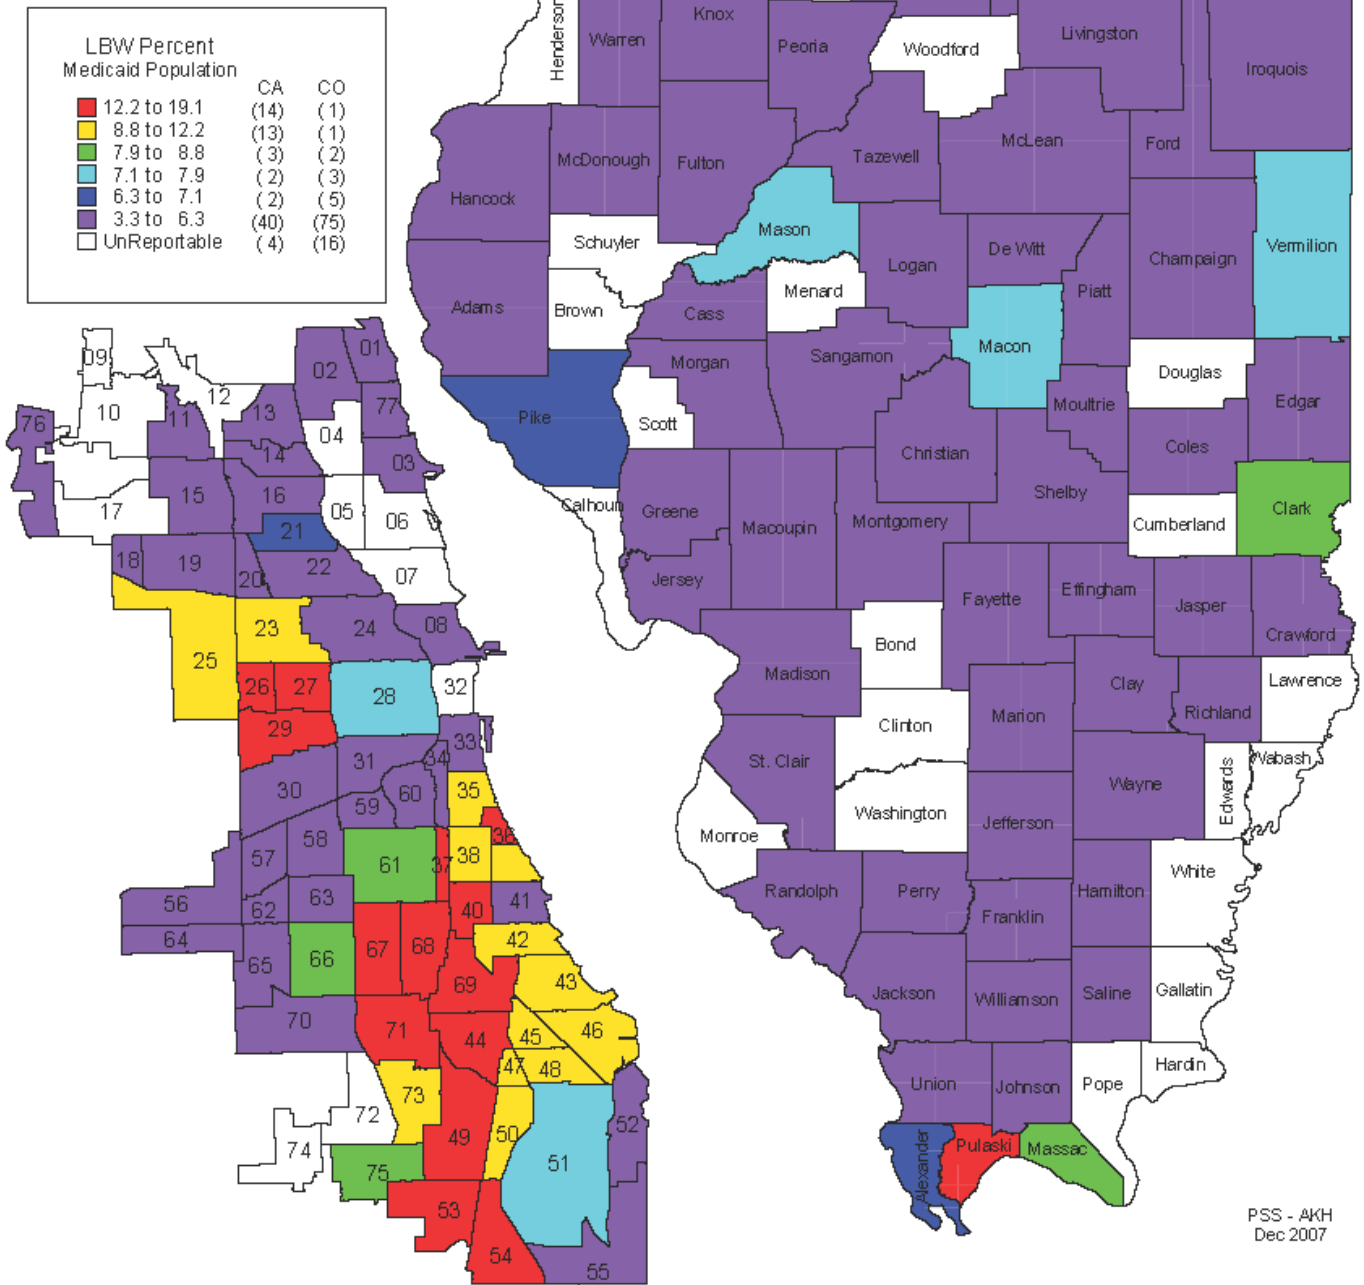 LBW Percent
Medicaid Population
CA CO
12.2 to 19.1 (14) (1)
8.8 to 12.2 (13) (1)
7.9 to 8.8 (3) (2)
7.1 to 7.9 (2) (3)
6.3 to 7.1 (2) (5)
3.3 to 6.3 (40) (75)
UnReportable (4) (16)
09
01
02
12
10
11
13
77
76
04
14
03
15
16
17
05
06
21
18
19
20
22
07
23
24
08
25
26
27
28
32
29
33
31
34
30
60
35
59
58
36
57
61
37
38
56
63
62
40
41
64
65
66
67
68
42
69
43
70
71
44
45
46
47
48
73
72
52
74
49
50
51
75
53
54
55
Henderson
Warren
Knox
Peoria
Woodford
Livingston
Iroquois
McDonough
Fulton
Tazewell
McLean
Ford
Hancock
Schuyler
Mason
Logan
De Witt
Champaign
Vermilion
Adams
Brown
Cass
Menard
Piatt
Morgan
Sangamon
Macon
Douglas
Pike
Scott
Moultrie
Edgar
Christian
Coles
Calhoun
Greene
Macoupin
Montgomery
Shelby
Cumberland
Clark
Jersey
Fayette
Effingham
Jasper
Crawford
Bond
Madison
Clay
Lawrence
Marion
Richland
Clinton
St. Clair
Wayne
Edwards
Wabash
Monroe
Washington
Jefferson
Randolph
Perry
Franklin
Hamilton
White
Jackson
Williamson
Saline
Gallatin
Union
Johnson
Pope
Hardin
Alexander
Pulaski
Massac
PSS - AKH
Dec 2007